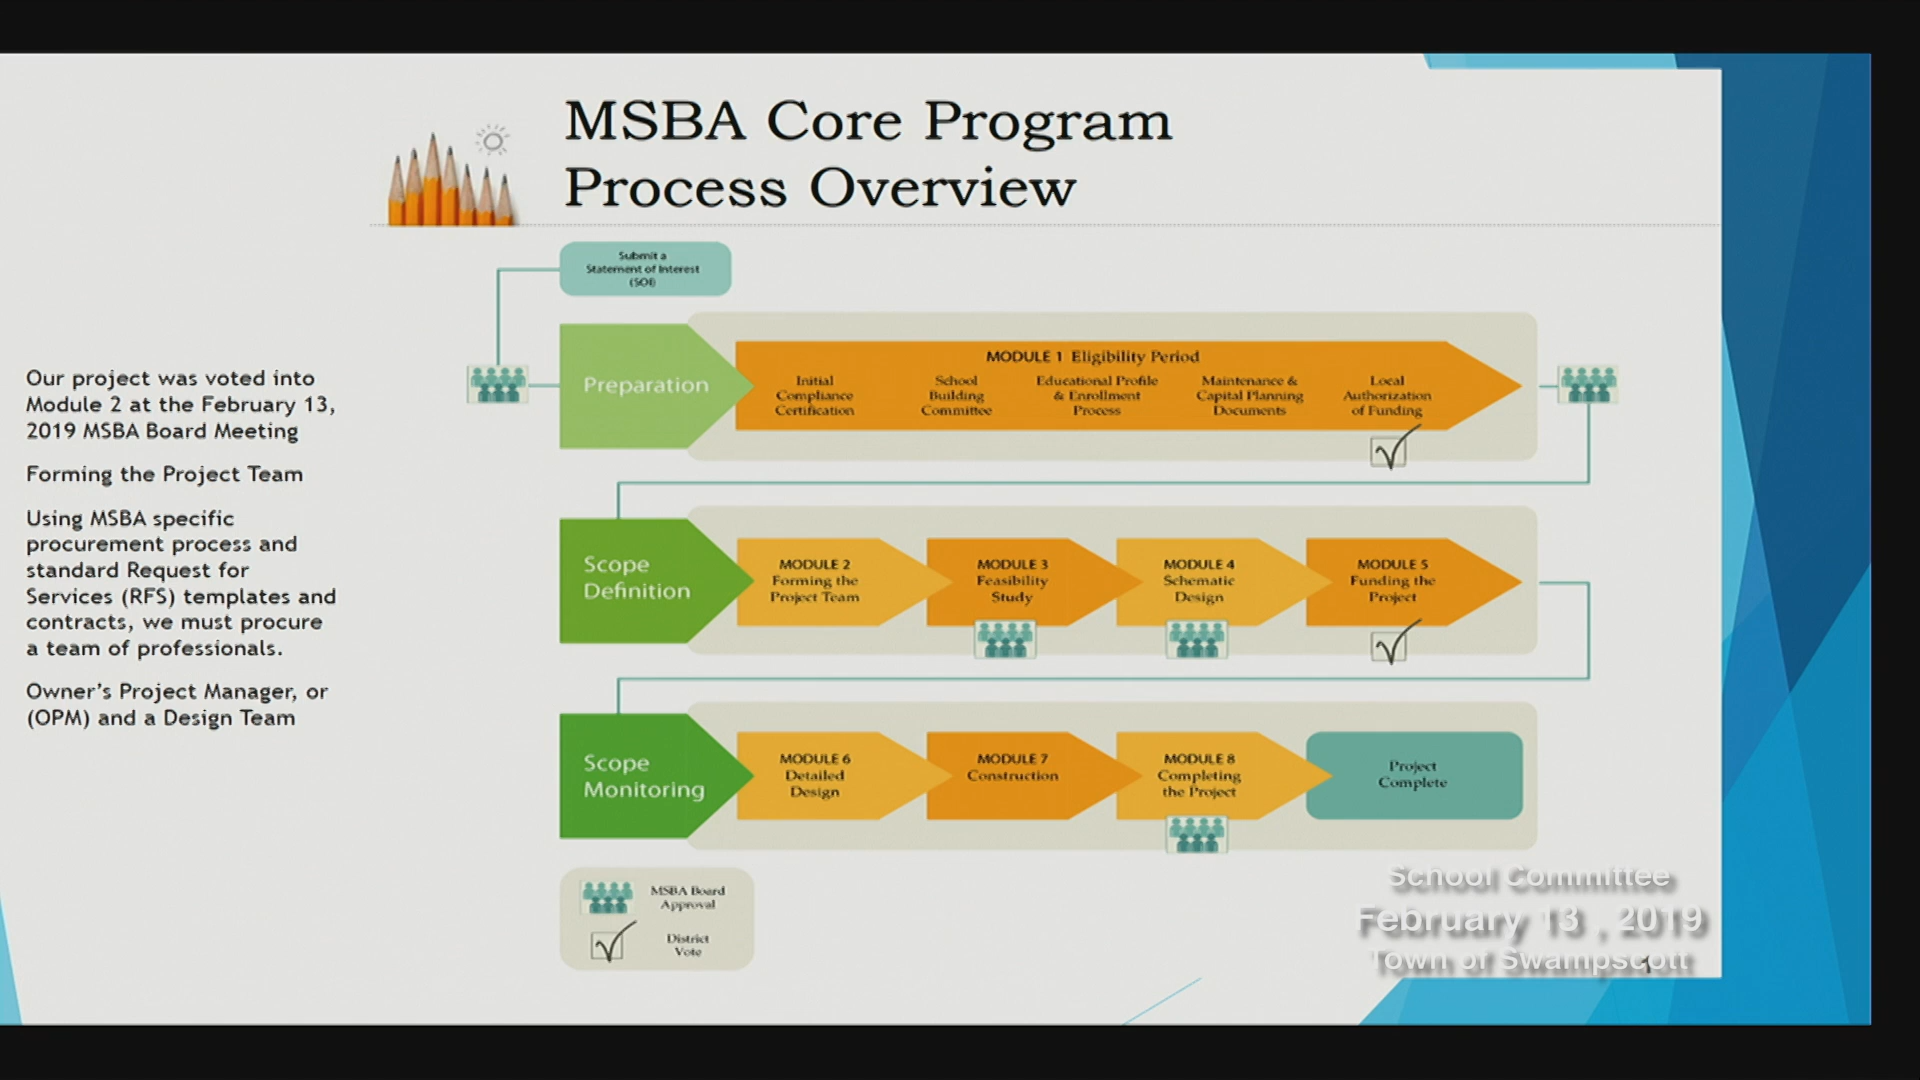 MSBA Core Program
Process Overview
Submit a
Statement of Interest
(SOI)
Our project was voted into
Module 2 at the February 13,
2019 MSBA Board Meeting
Forming the Project Team
Using MSBA specific
procurement process and
standard Request for
Services (RFS) templates and
contracts, we must procure
a team of professionals.
Owner's Project Manager, or
(OPM) and a Design Team
Preparation
MODULE 1 Eligibility Period
Initial
Compliance
Certification
School
Building
Committee
Educational Profile
& Enrollment
Process
Maintenance &
Capital Planning
Documents
Local
Authorization
of Funding
Scope
Definition
MODULE 2
Forming the
Project Team
MODULE 3
Feasibility
Study
MODULE 4
Schematic
Design
MODULE 5
Funding the
Project
Scope
Monitoring
MODULE 6
Detailed
Design
MODULE 7
Construction
MODULE 8
Completing
the Project
Project
Complete
MSBA Board
Approval
District
Vote
School Committee
February 13 , 2019
Town of Swampscott